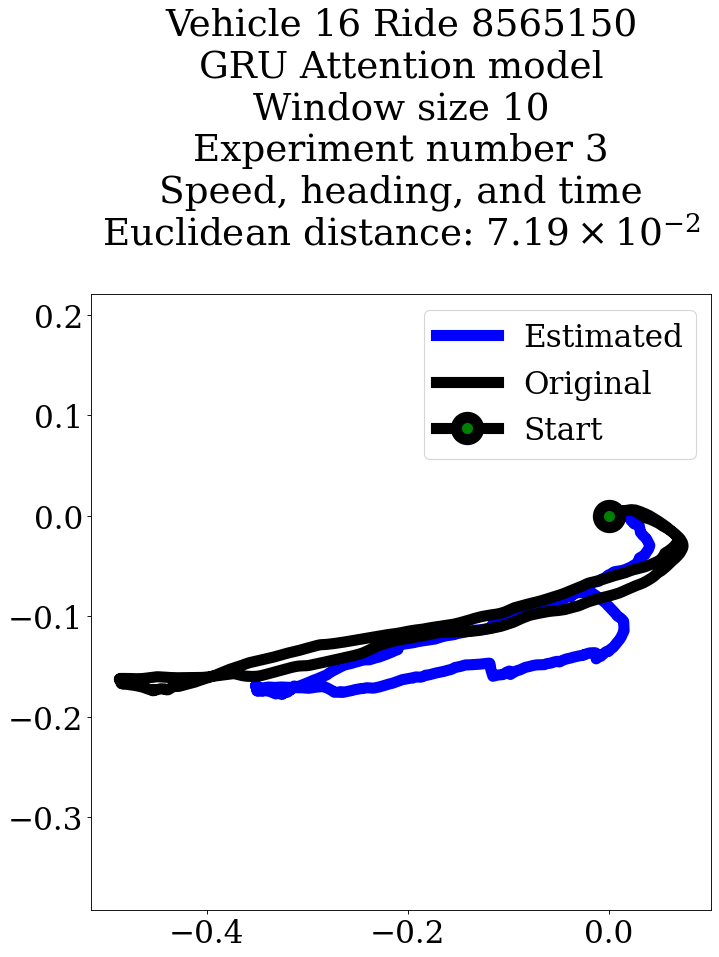 Vehicle 16 Ride 8565150
GRU Attention model
Window size 10
Experiment number 3
Speed, heading, and time
Euclidean distance: 7.19 × 10⁻²
Estimated
Original
Start
0.2
0.1
0.0
−0.1
−0.2
−0.3
−0.4
−0.2
0.0